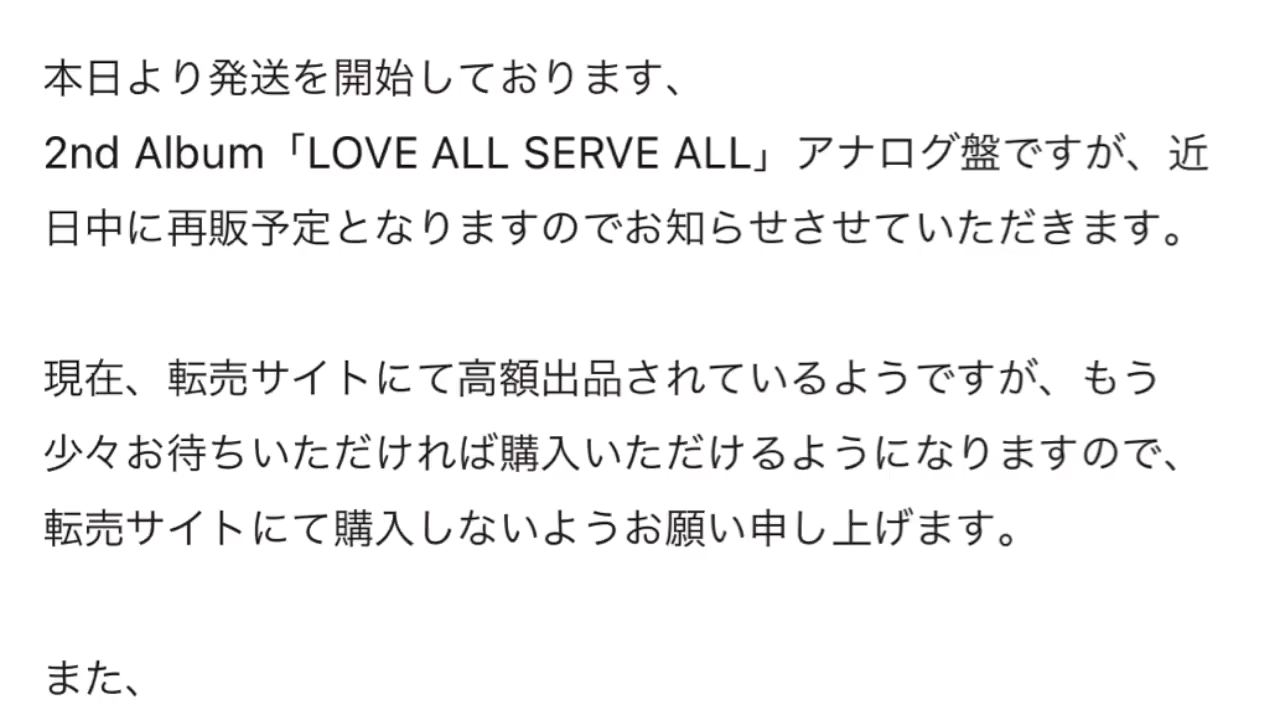 本日より発送を開始しております、
2nd Album「LOVE ALL SERVE ALL」アナログ盤ですが、近
日中に再販予定となりますのでお知らせさせていただきます。
現在、転売サイトにて高額出品されているようですが、もう
少々お待ちいただければ購入いただけるようになりますので、
転売サイトにて購入しないようお願い申し上げます。
また、